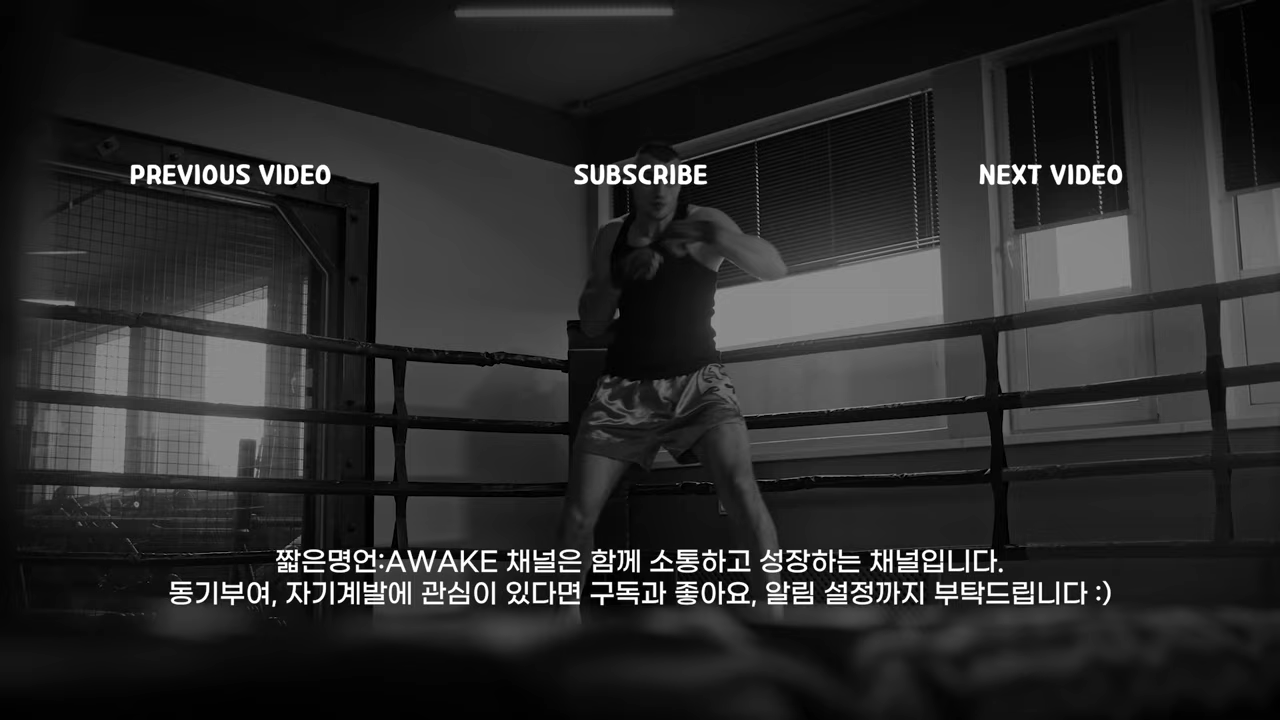 PREVIOUS VIDEO
SUBSCRIBE
NEXT VIDEO
짧은명언:AWAKE 채널은 함께 소통하고 성장하는 채널입니다.
동기부여, 자기계발에 관심이 있다면 구독과 좋아요, 알림 설정까지 부탁드립니다 :)